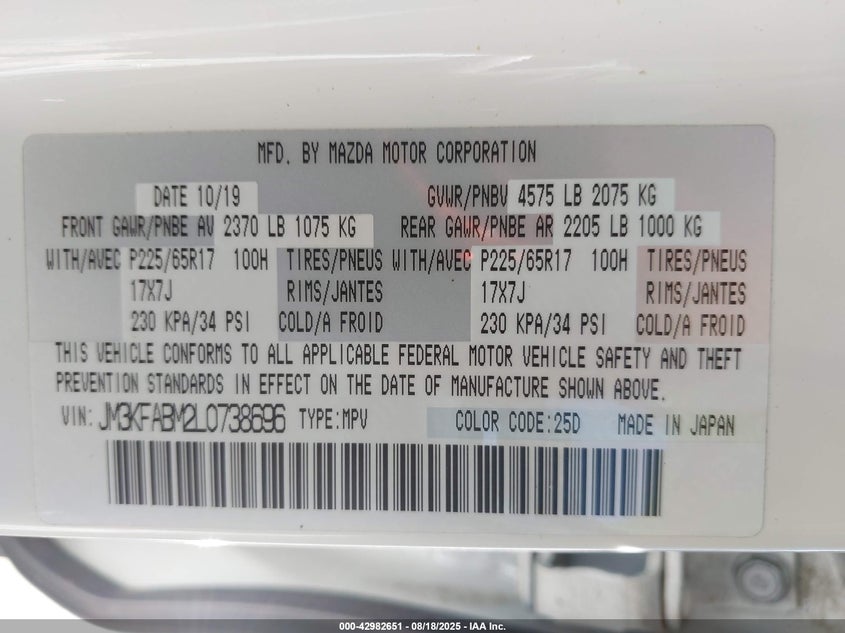 MFD. BY MAZDA MOTOR CORPORATION
DATE 10/19 GVWR/PNBV 4575 LB 2075 KG
FRONT GAWR/PNBE AV 2370 LB 1075 KG REAR GAWR/PNBE AR 2205 LB 1000 KG
WITH/AVEC P225/65R17 100H TIRES/PNEUS WITH/AVEC P225/65R17 100H TIRES/PNEUS
17X7J RIMS/JANTES 17X7J RIMS/JANTES
230 KPA/34 PSI COLD/A FROID 230 KPA/34 PSI COLD/A FROID
THIS VEHICLE CONFORMS TO ALL APPLICABLE FEDERAL MOTOR VEHICLE SAFETY AND THEFT
PREVENTION STANDARDS IN EFFECT ON THE DATE OF MANUFACTURE SHOWN ABOVE.
VIN: JM3KFABM2L0738696 TYPE:MPV COLOR CODE:25D MADE IN JAPAN
000-42982651 - 08/18/2025 - IAA Inc.